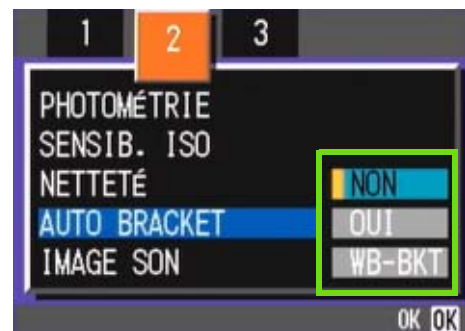 1 2 3
PHOTOMÉTRIE
SENSIB. ISO
NETTETÉ NON
AUTO BRACKET OUI
IMAGE SON WB-BKT
OK OK